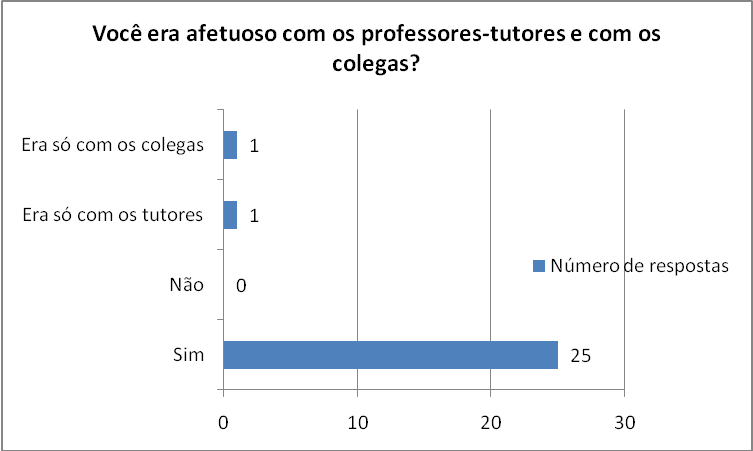 Você era afetuoso com os professores-tutores e com os
colegas?
Era só com os colegas 1
Era só com os tutores 1
Não 0
Sim 25
Número de respostas
0 10 20 30